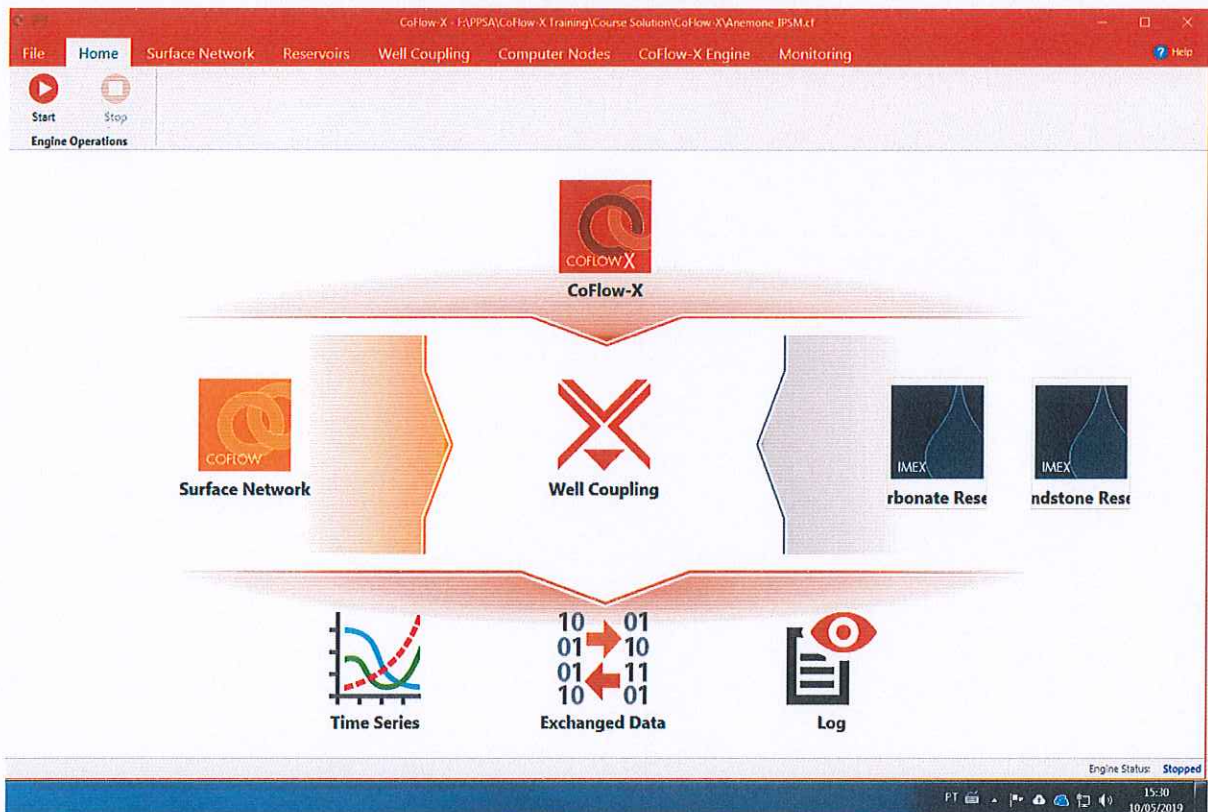 CoFlow-X - F:\PPSA\CoFlow-X Training\Course Solution\CoFlow-X\Anemone_IPSM.cf
File Home Surface Network Reservoirs Well Coupling Computer Nodes CoFlow-X Engine Monitoring ? Help
Start Stop
Engine Operations
COFLOW X
CoFlow-X
COFLOW
IMEX IMEX
Surface Network Well Coupling rbonate Rese ndstone Rese
10 01
01 10
01 11
10 01
Time Series Exchanged Data Log
Engine Status: Stopped
PT 15:30
10/05/2019